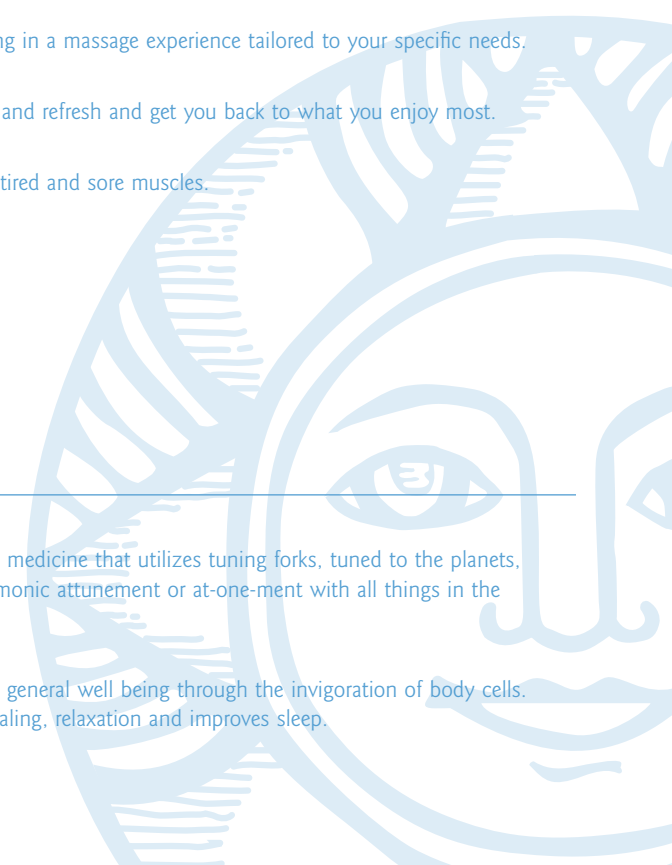 ng in a massage experience tailored to your specific needs.
and refresh and get you back to what you enjoy most.
tired and sore muscles.
medicine that utilizes tuning forks, tuned to the planets,
monic attunement or at-one-ment with all things in the
general well being through the invigoration of body cells.
aling, relaxation and improves sleep.